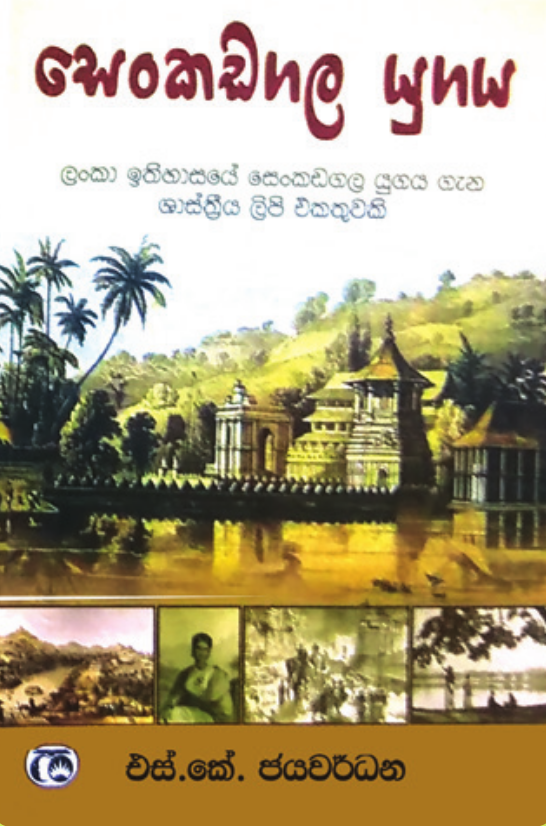 සෙංකඩගල යුගය
ලංකා ඉතිහාසයේ සෙංකඩගල යුගය ගැන
ශාස්ත්‍රීය ලිපි එකතුවකි
එස්.කේ. ජයවර්ධන